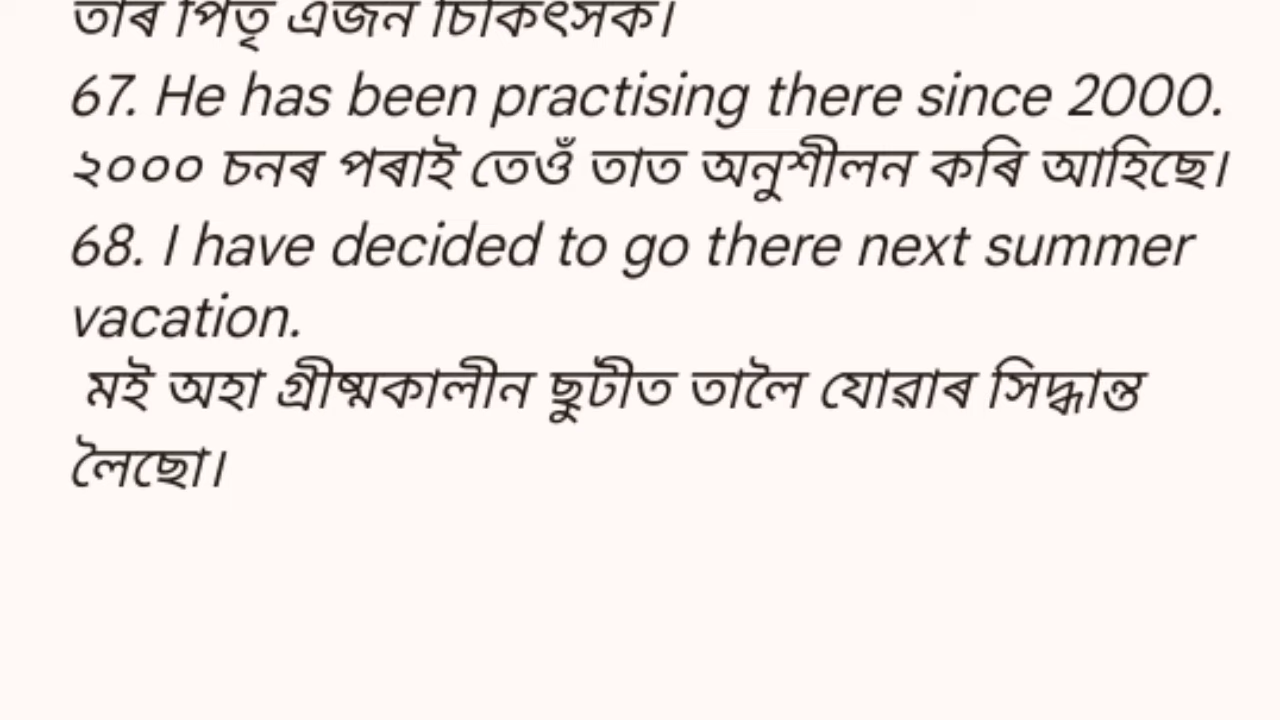 তাৰ পিতৃ এজন চিকিৎসক।
67. He has been practising there since 2000.
২০০০ চনৰ পৰাই তেওঁ তাত অনুশীলন কৰি আহিছে।
68. I have decided to go there next summer
vacation.
মই অহা গ্ৰীষ্মকালীন ছুটীত তালৈ যোৱাৰ সিদ্ধান্ত
লৈছো।